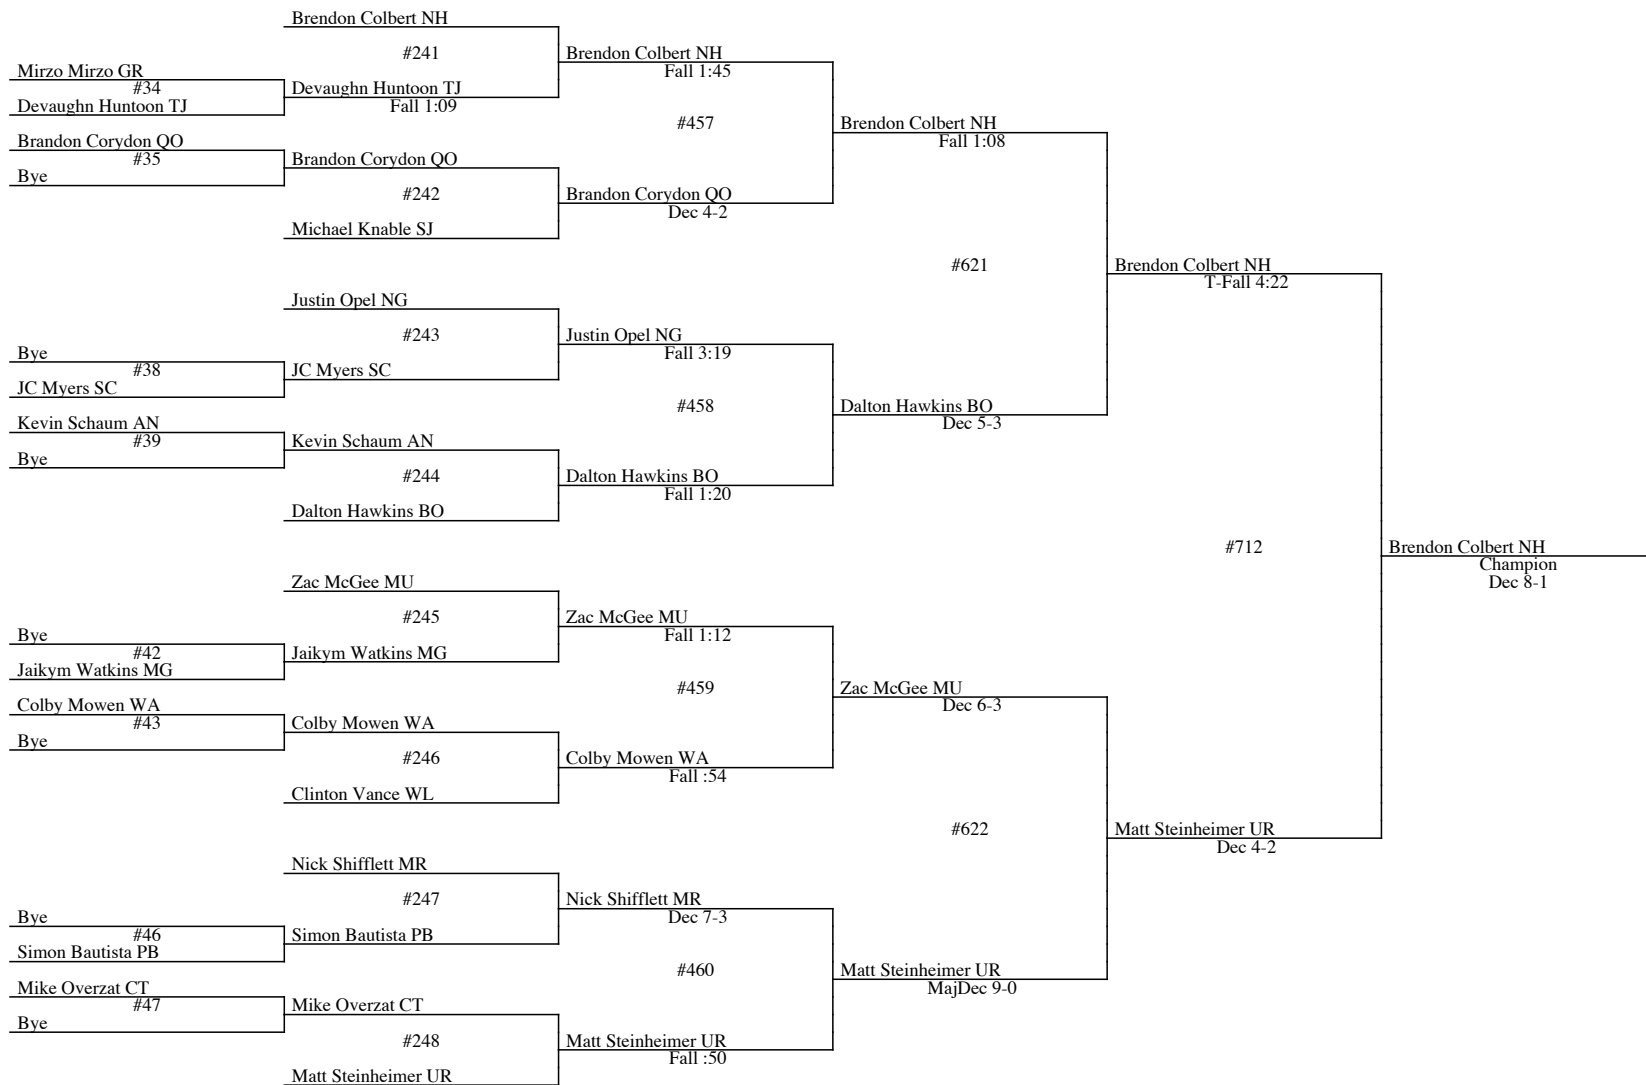 Brendon Colbert NH
#241
Brendon Colbert NH
Fall 1:45
Mirzo Mirzo GR
#34
Devaughn Huntoon TJ
Fall 1:09
Devaughn Huntoon TJ
#457
Brendon Colbert NH
Fall 1:08
Brandon Corydon QO
#35
Brandon Corydon QO
Bye
#242
Brandon Corydon QO
Dec 4-2
Michael Knable SJ
#621
Brendon Colbert NH
T-Fall 4:22
Justin Opel NG
#243
Justin Opel NG
Fall 3:19
Bye
#38
JC Myers SC
JC Myers SC
#458
Dalton Hawkins BO
Dec 5-3
Kevin Schaum AN
#39
Kevin Schaum AN
Bye
#244
Dalton Hawkins BO
Fall 1:20
Dalton Hawkins BO
#712
Brendon Colbert NH
Champion
Dec 8-1
Zac McGee MU
#245
Zac McGee MU
Fall 1:12
Bye
#42
Jaikym Watkins MG
Jaikym Watkins MG
#459
Zac McGee MU
Dec 6-3
Colby Mowen WA
#43
Colby Mowen WA
Bye
#246
Colby Mowen WA
Fall :54
Clinton Vance WL
#622
Matt Steinheimer UR
Dec 4-2
Nick Shifflett MR
#247
Nick Shifflett MR
Dec 7-3
Bye
#46
Simon Bautista PB
Simon Bautista PB
#460
Matt Steinheimer UR
MajDec 9-0
Mike Overzat CT
#47
Mike Overzat CT
Bye
#248
Matt Steinheimer UR
Fall :50
Matt Steinheimer UR